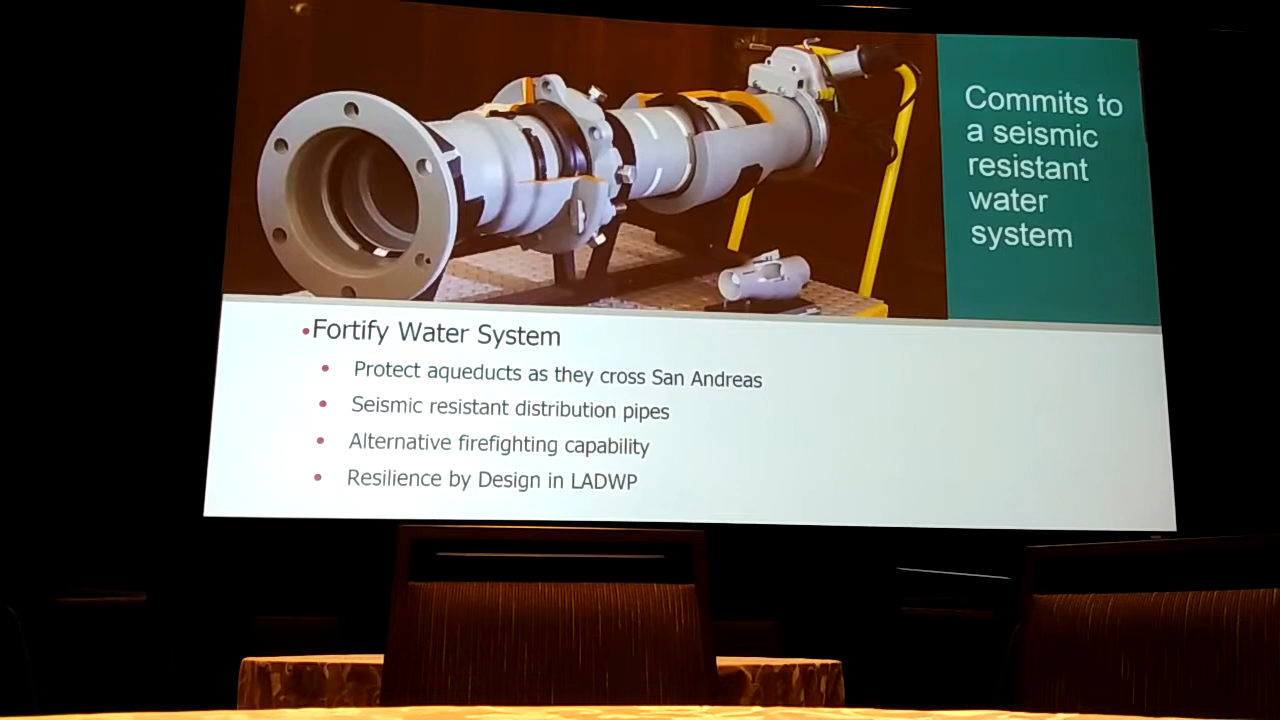 Commits to
a seismic
resistant
water
system
•Fortify Water System
• Protect aqueducts as they cross San Andreas
• Seismic resistant distribution pipes
• Alternative firefighting capability
• Resilience by Design in LADWP